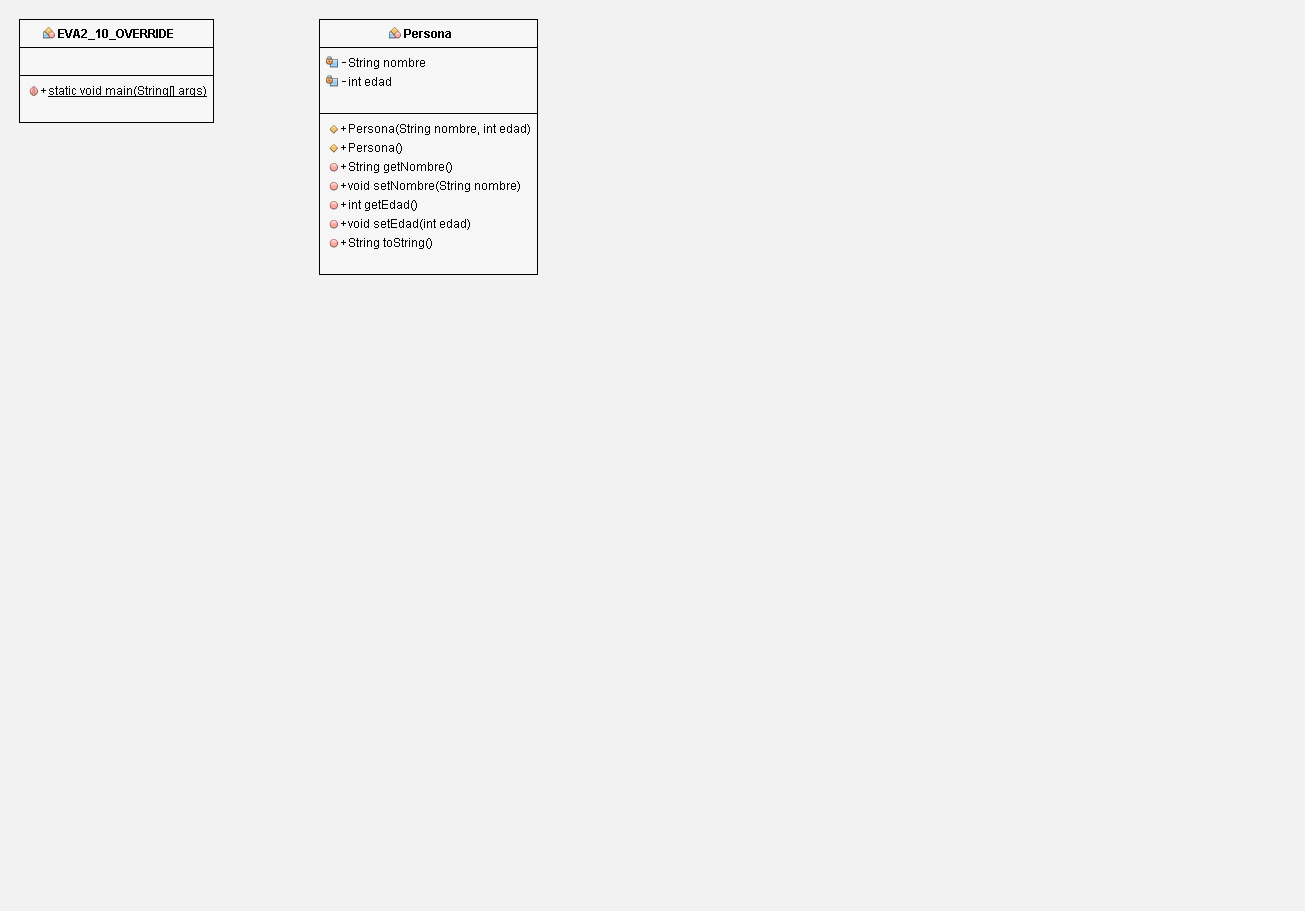 EVA2_10_OVERRIDE
+static void main(String[] args)
Persona
-String nombre
-int edad
+Persona(String nombre, int edad)
+Persona()
+String getNombre()
+void setNombre(String nombre)
+int getEdad()
+void setEdad(int edad)
+String toString()